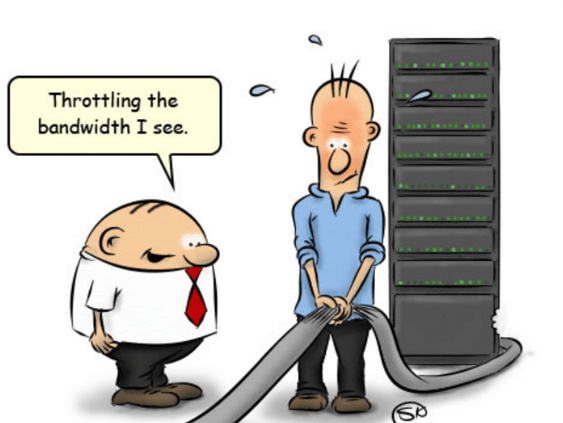 Throttling the
bandwidth I see.